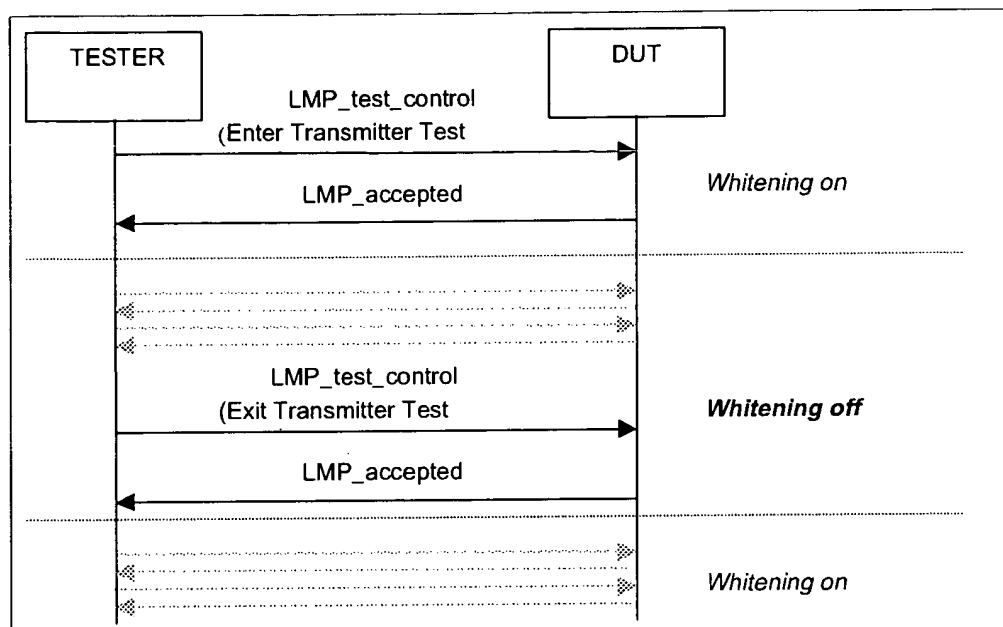 TESTER
DUT
LMP_test_control
(Enter Transmitter Test
Whitening on
LMP_accepted
LMP_test_control
(Exit Transmitter Test
Whitening off
LMP_accepted
Whitening on